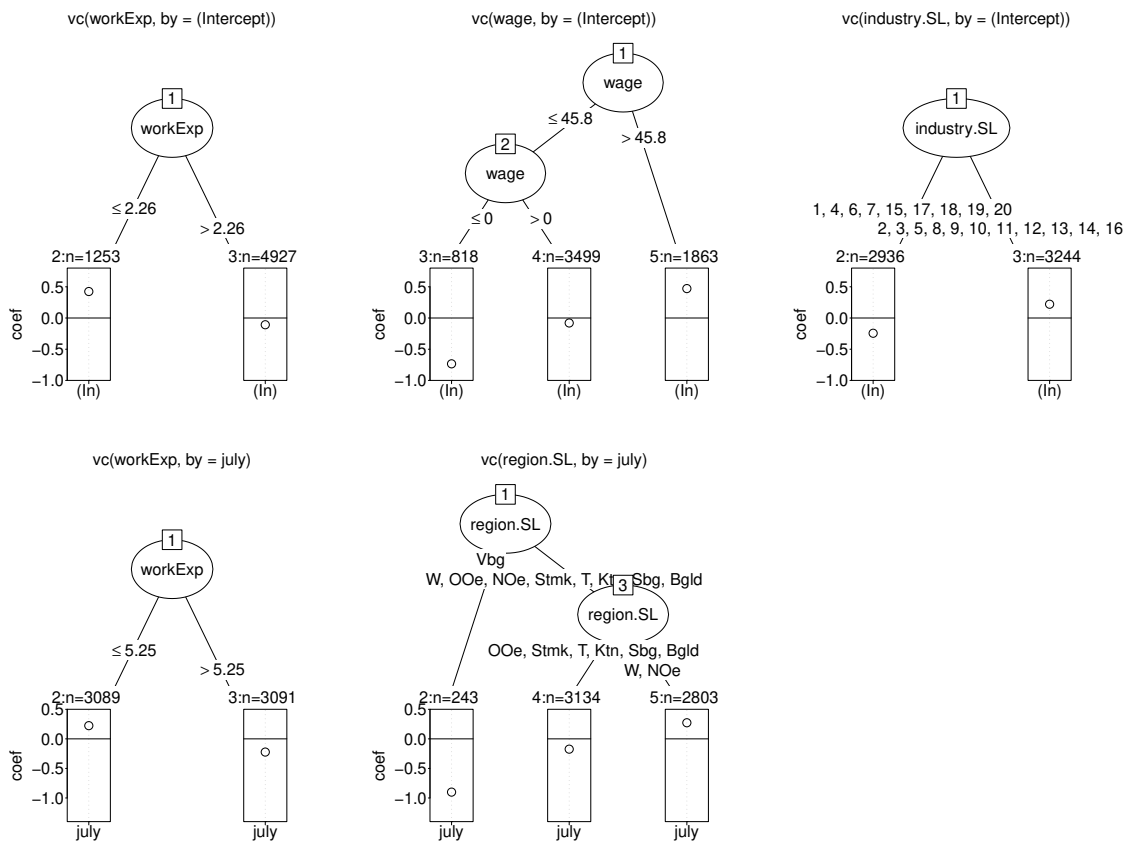 vc(workExp, by = (Intercept))
1
workExp
≤ 2.26
> 2.26
2:n=1253
3:n=4927
coef
0.5
0.0
−0.5
−1.0
(In)
(In)
vc(wage, by = (Intercept))
1
wage
≤ 45.8
> 45.8
2
wage
≤ 0
> 0
3:n=818
4:n=3499
5:n=1863
coef
0.5
0.0
−0.5
−1.0
(In)
(In)
(In)
vc(industry.SL, by = (Intercept))
1
industry.SL
1, 4, 6, 7, 15, 17, 18, 19, 20
2, 3, 5, 8, 9, 10, 11, 12, 13, 14, 16
2:n=2936
3:n=3244
coef
0.5
0.0
−0.5
−1.0
(In)
(In)
vc(workExp, by = july)
1
workExp
≤ 5.25
> 5.25
2:n=3089
3:n=3091
coef
0.5
0.0
−0.5
−1.0
july
july
vc(region.SL, by = july)
1
region.SL
Vbg
W, OOe, NOe, Stmk, T, Ktn, Sbg, Bgld
3
region.SL
OOe, Stmk, T, Ktn, Sbg, Bgld
W, NOe
2:n=243
4:n=3134
5:n=2803
coef
0.5
0.0
−0.5
−1.0
july
july
july